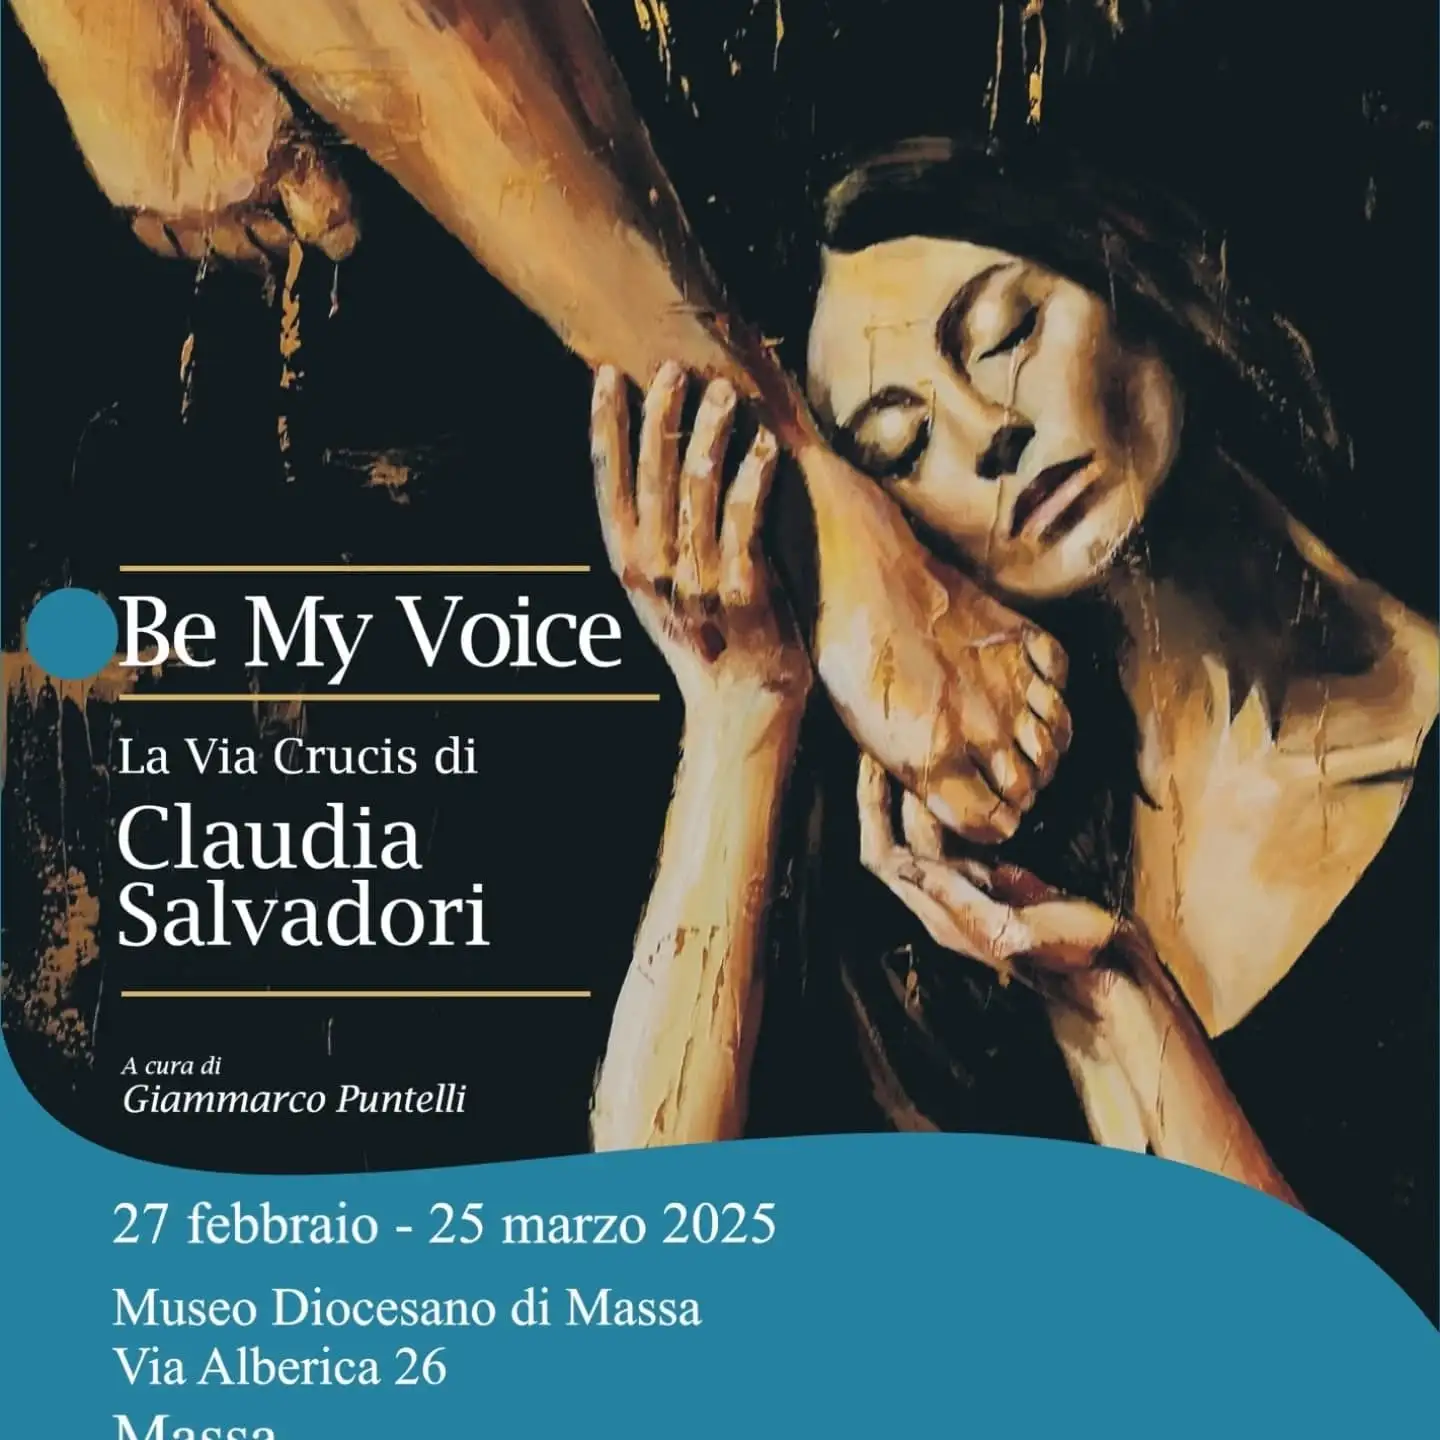 Be My Voice
La Via Crucis di
Claudia
Salvadori
A cura di
Giammarco Puntelli
27 febbraio - 25 marzo 2025
Museo Diocesano di Massa
Via Alberica 26
Massa